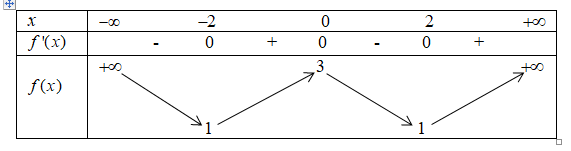 x −∞ −2 0 2 +∞
f'(x) - 0 + 0 - 0 +
+∞ 3 +∞
f(x)
1 1